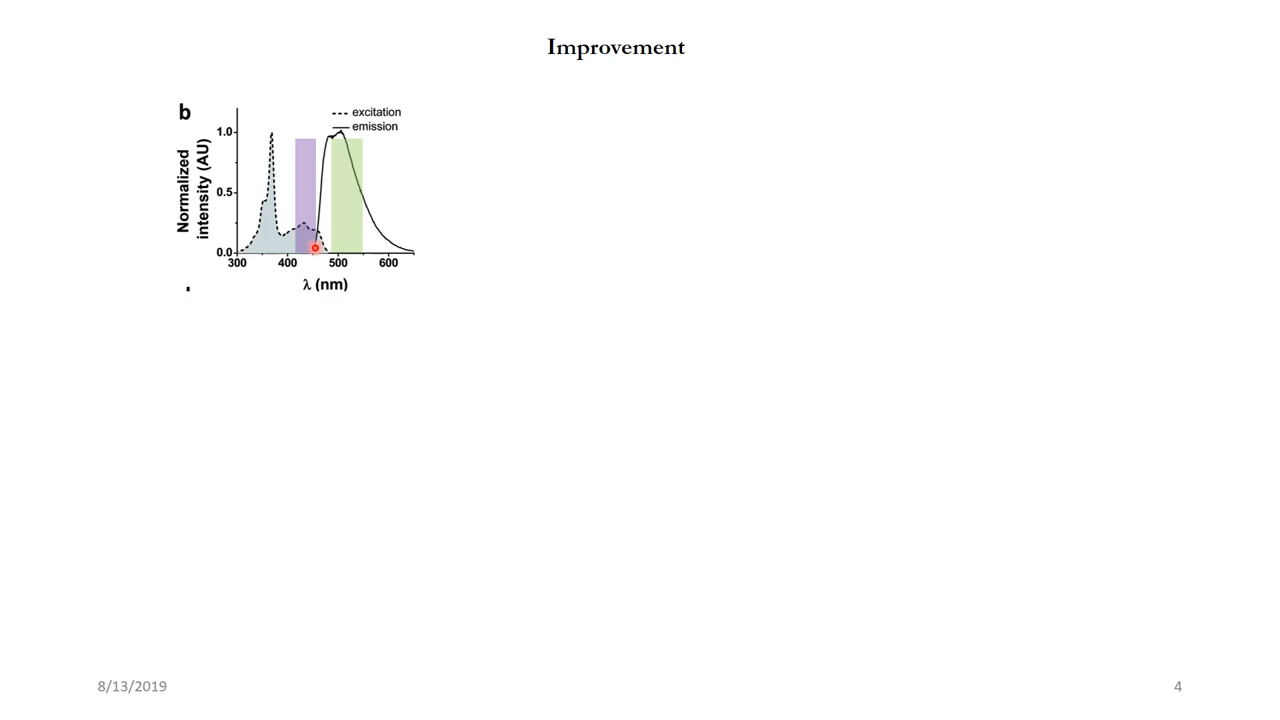 Improvement
b
excitation
emission
Normalized
intensity (AU)
1.0
0.5
0.0
300 400 500 600
λ (nm)
8/13/2019
4